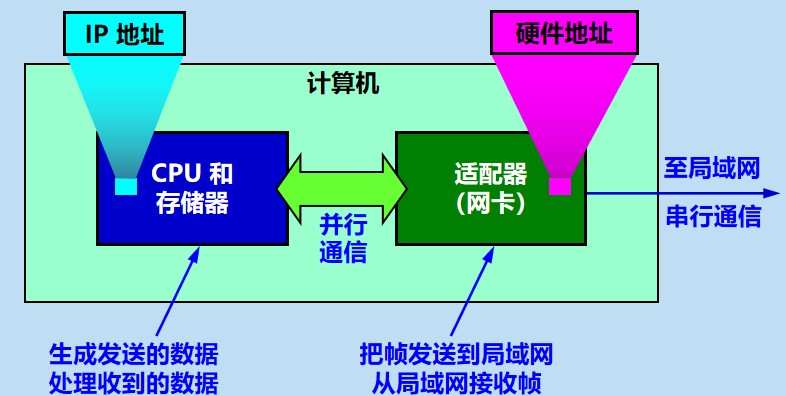 IP 地址
硬件地址
计算机
CPU 和
存储器
适配器
（网卡）
并行
通信
至局域网
串行通信
生成发送的数据
处理收到的数据
把帧发送到局域网
从局域网接收帧